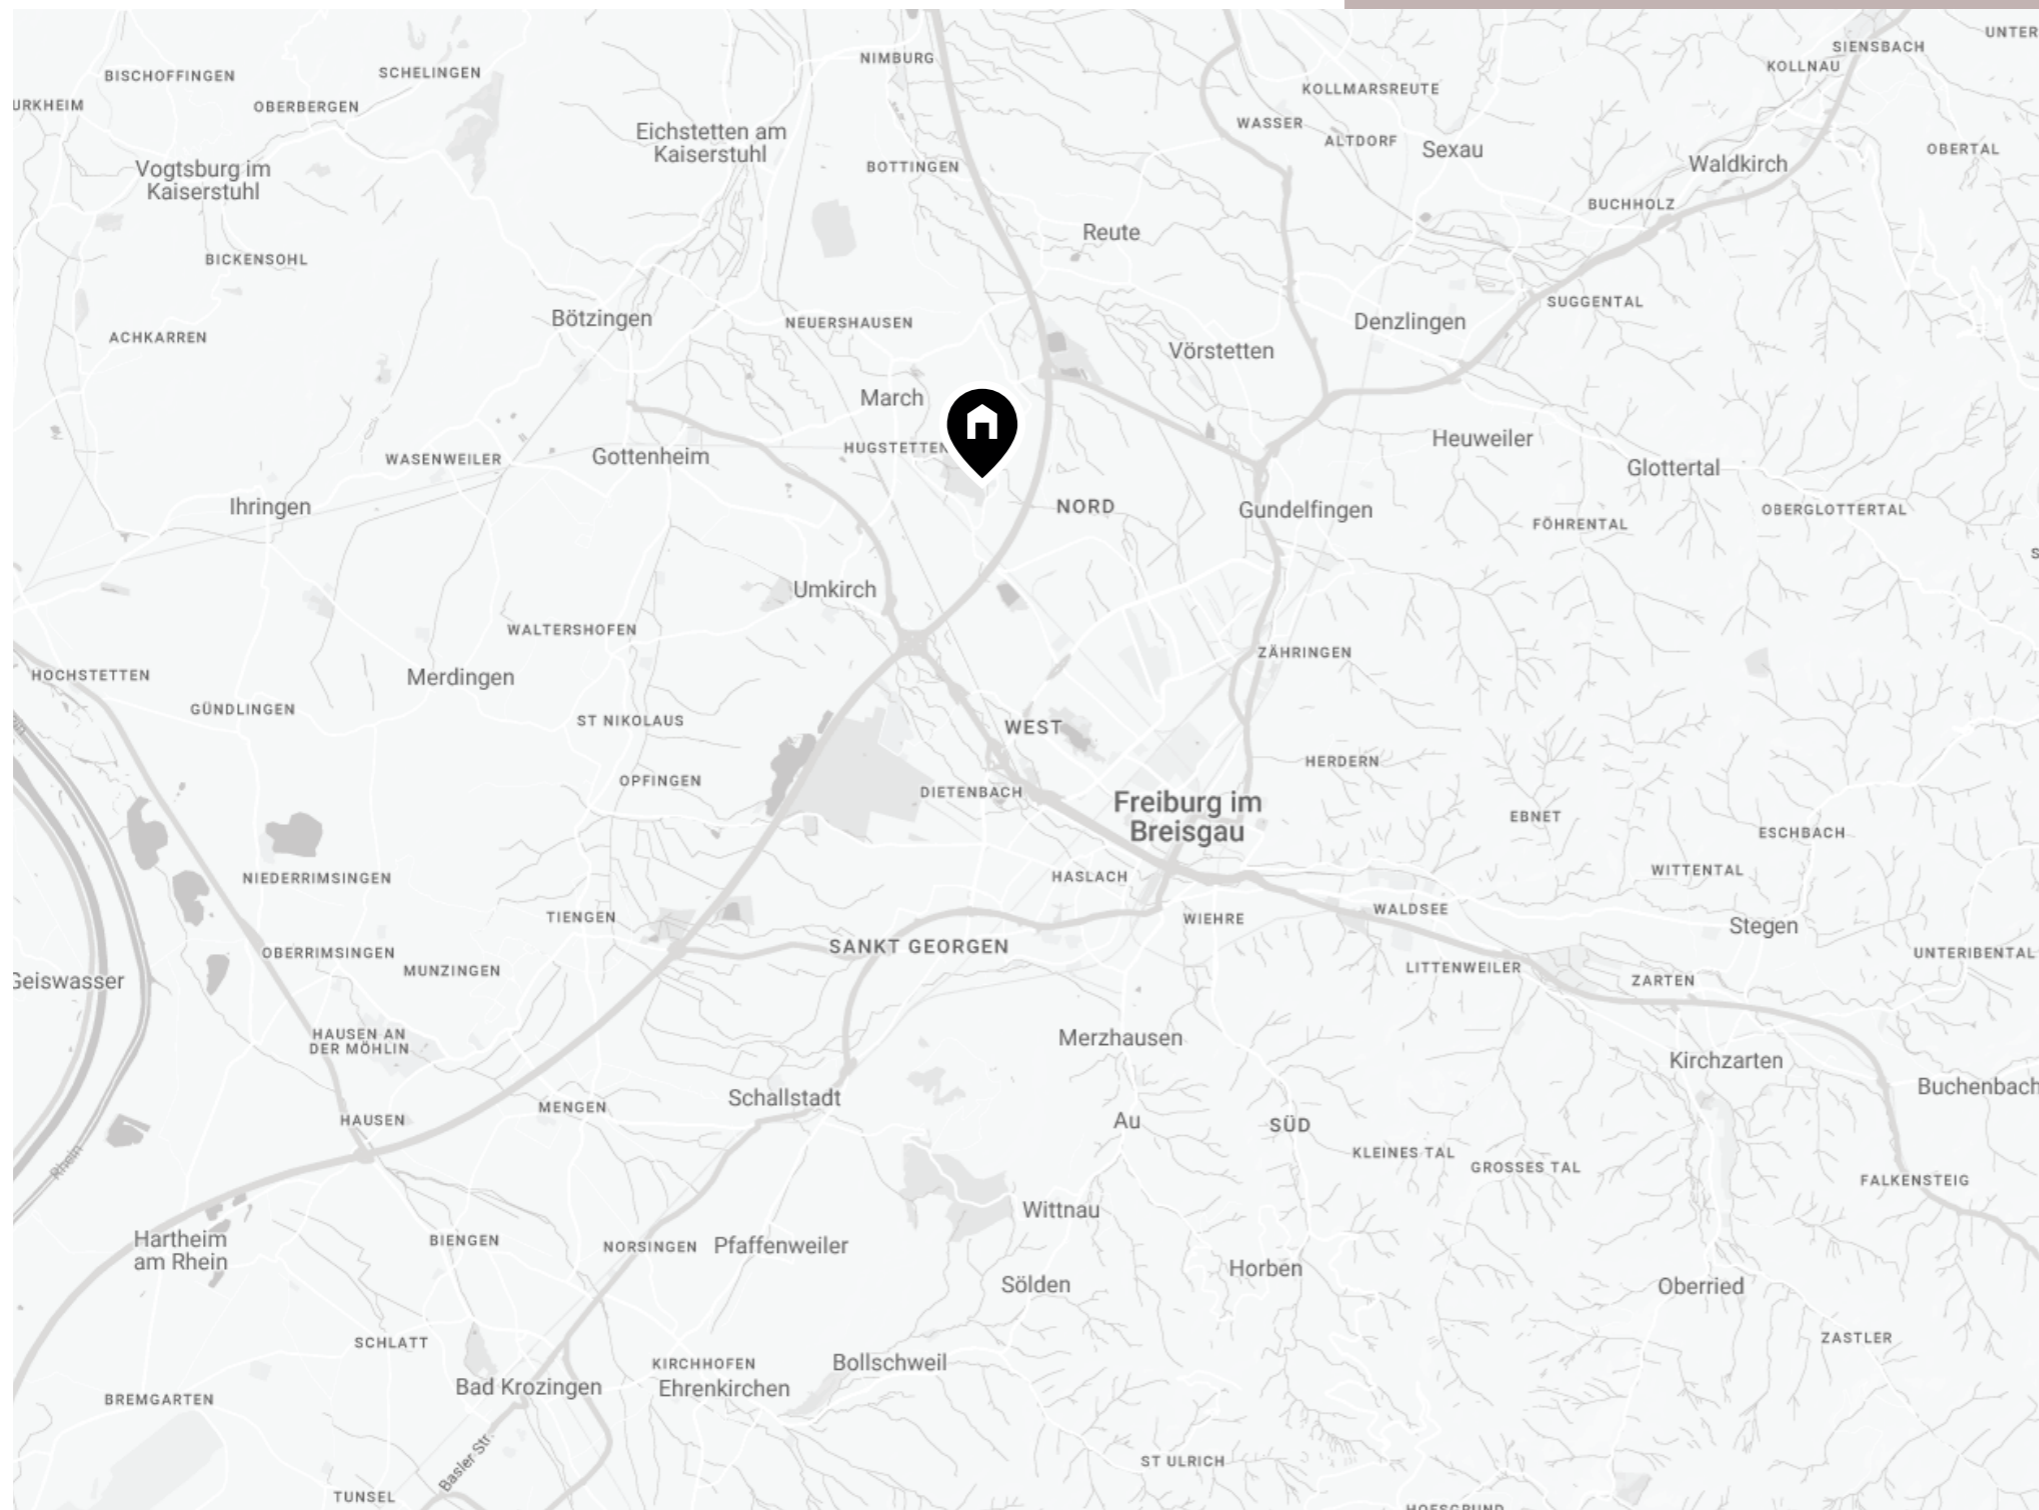 NIMBURG
SIENSBACH
UNTER
KOLLNAU
BISCHOFFINGEN
SCHELINGEN
KOLLMARSREUTE
URKHEIM
OBERBERGEN
WASSER
Eichstetten am
Kaiserstuhl
ALTDORF
Sexau
OBERTAL
Vogtsburg im
Kaiserstuhl
BOTTINGEN
Waldkirch
BUCHHOLZ
Reute
BICKENSOHL
SUGGENTAL
Bötzingen
NEUERSHAUSEN
Denzlingen
ACHKARREN
Vörstetten
March
HUGSTETTEN
Heuweiler
WASENWEILER
Gottenheim
Glottertal
Ihringen
NORD
Gundelfingen
OBERGLOTTERTAL
FÖHRENTAL
S
Umkirch
WALTERSHOFEN
ZÄHRINGEN
HOCHSTETTEN
Merdingen
GÜNDLINGEN
ST NIKOLAUS
WEST
HERDERN
OPFINGEN
DIETENBACH
Freiburg im
Breisgau
EBNET
ESCHBACH
NIEDERRIMSINGEN
HASLACH
WITTENTAL
TIENGEN
WIEHRE
WALDSEE
Stegen
OBERRIMSINGEN
SANKT GEORGEN
UNTERIBENTAL
MUNZINGEN
LITTENWEILER
Geiswasser
ZARTEN
HAUSEN AN
DER MÖHLIN
Merzhausen
Kirchzarten
Buchenbach
Schallstadt
MENGEN
HAUSEN
Au
SÜD
KLEINES TAL
GROSSES TAL
Rhein
FALKENSTEIG
Wittnau
Hartheim
am Rhein
BIENGEN
NORSINGEN
Pfaffenweiler
Horben
Sölden
Oberried
SCHLATT
ZASTLER
KIRCHHOFEN
Bollschweil
Bad Krozingen
Ehrenkirchen
BREMGARTEN
Basler Str.
ST ULRICH
TUNSEL
HOFSGRUND